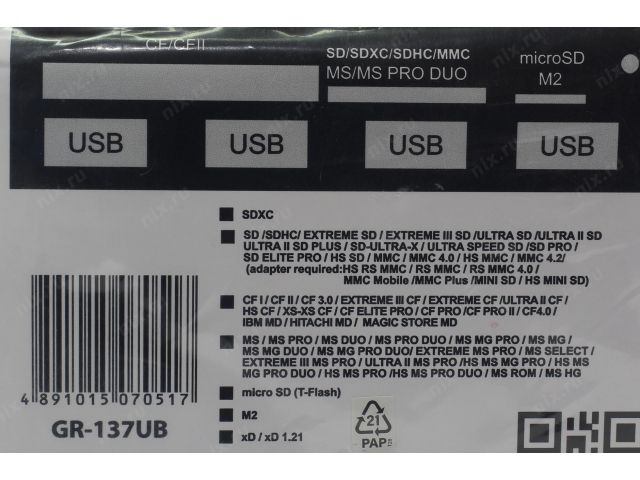 CF/CFII
SD/SDXC/SDHC/MMC
MS/MS PRO DUO
microSD
M2
USB USB USB USB
SDXC
SD /SDHC/ EXTREME SD / EXTREME III SD /ULTRA SD /ULTRA II SD
ULTRA II SD PLUS / SD-ULTRA-X / ULTRA SPEED SD /SD PRO /
SD ELITE PRO / HS SD / MMC / MMC 4.0 / HS MMC / MMC 4.2/
(adapter required:HS RS MMC / RS MMC / RS MMC 4.0 /
MMC Mobile /MMC Plus /MINI SD / HS MINI SD)
CF I / CF II / CF 3.0 / EXTREME III CF / EXTREME CF /ULTRA II CF /
HS CF / XS-XS CF / CF ELITE PRO / CF PRO /CF PRO II / CF4.0 /
IBM MD / HITACHI MD / MAGIC STORE MD
MS / MS PRO / MS DUO / MS PRO DUO / MS PRO MG / MS MG /
MS MG DUO / MS MG PRO DUO/ EXTREME MS PRO / MS SELECT /
EXTREME III MS PRO / ULTRA II MS PRO /HS MS MG PRO / HS MS
MG PRO DUO / HS MS PRO /HS MS PRO DUO / MS ROM / MS HG
micro SD (T-Flash)
M2
xD / xD 1.21
4 891015 070517
GR-137UB
21
PAP